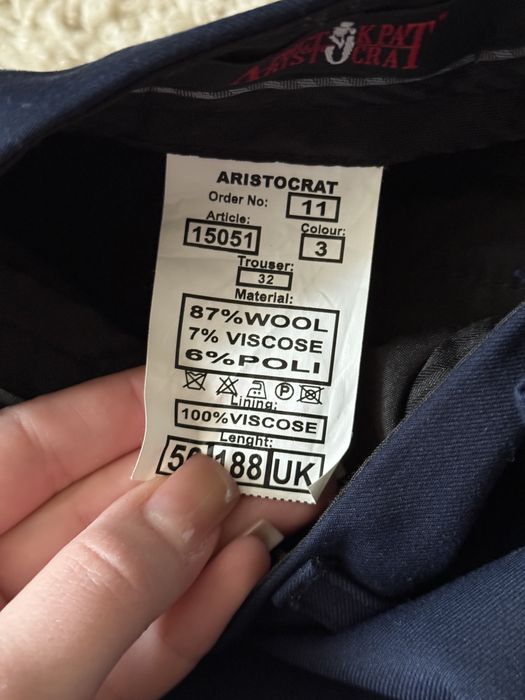 ARISTOCRAT
ARISTOCRAT
Order No: 11
Article: Colour:
15051 3
Trouser:
32
Material:
87%WOOL
7% VISCOSE
6%POLI
P
Lining:
100%VISCOSE
Lenght:
188 UK